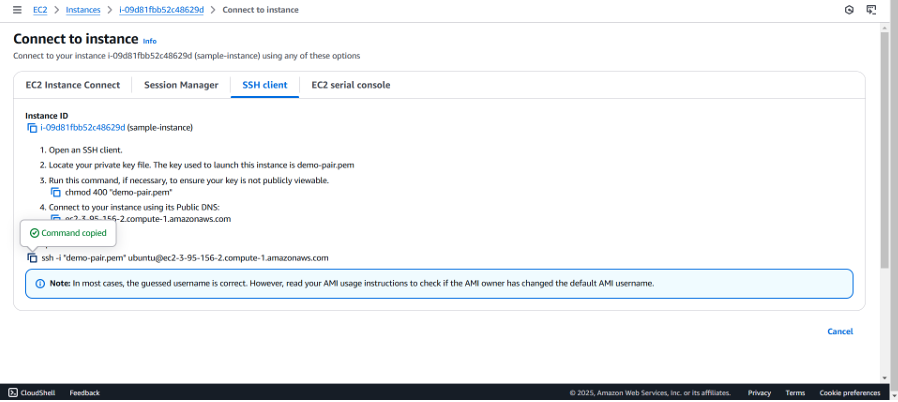 EC2 > Instances > i-09d81fbb52c48629d > Connect to instance
Connect to instance Info
Connect to your instance i-09d81fbb52c48629d (sample-instance) using any of these options
EC2 Instance Connect Session Manager SSH client EC2 serial console
Instance ID
i-09d81fbb52c48629d (sample-instance)
1. Open an SSH client.
2. Locate your private key file. The key used to launch this instance is demo-pair.pem
3. Run this command, if necessary, to ensure your key is not publicly viewable.
chmod 400 "demo-pair.pem"
4. Connect to your instance using its Public DNS:
ec2-3-95-156-2.compute-1.amazonaws.com
Command copied
ssh -i "demo-pair.pem" ubuntu@ec2-3-95-156-2.compute-1.amazonaws.com
Note: In most cases, the guessed username is correct. However, read your AMI usage instructions to check if the AMI owner has changed the default AMI username.
Cancel
CloudShell Feedback © 2025, Amazon Web Services, Inc. or its affiliates. Privacy Terms Cookie preferences